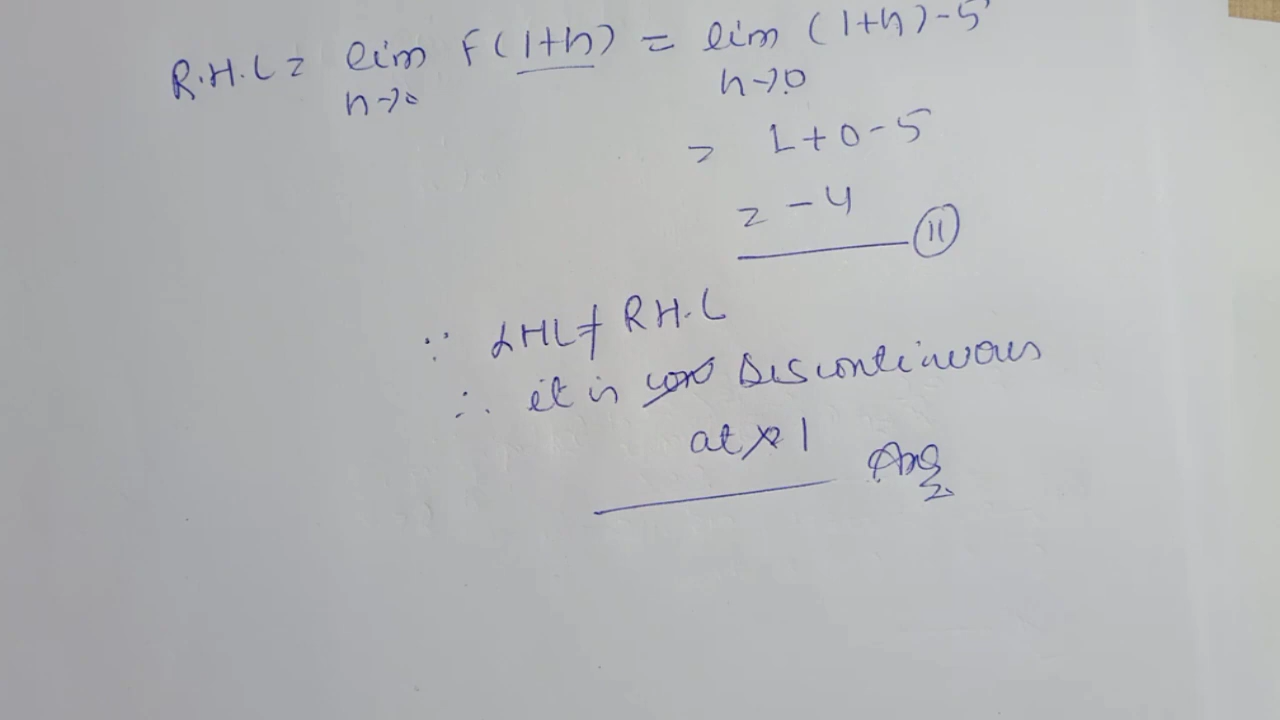 R.H.L = lim F(1+h) = lim (1+h)-5
h→0 h→0
= 1+0-5
= -4
(II)
∵ LHL ≠ R.H.L
∴ it is Discontinuous
at x=1 Ans